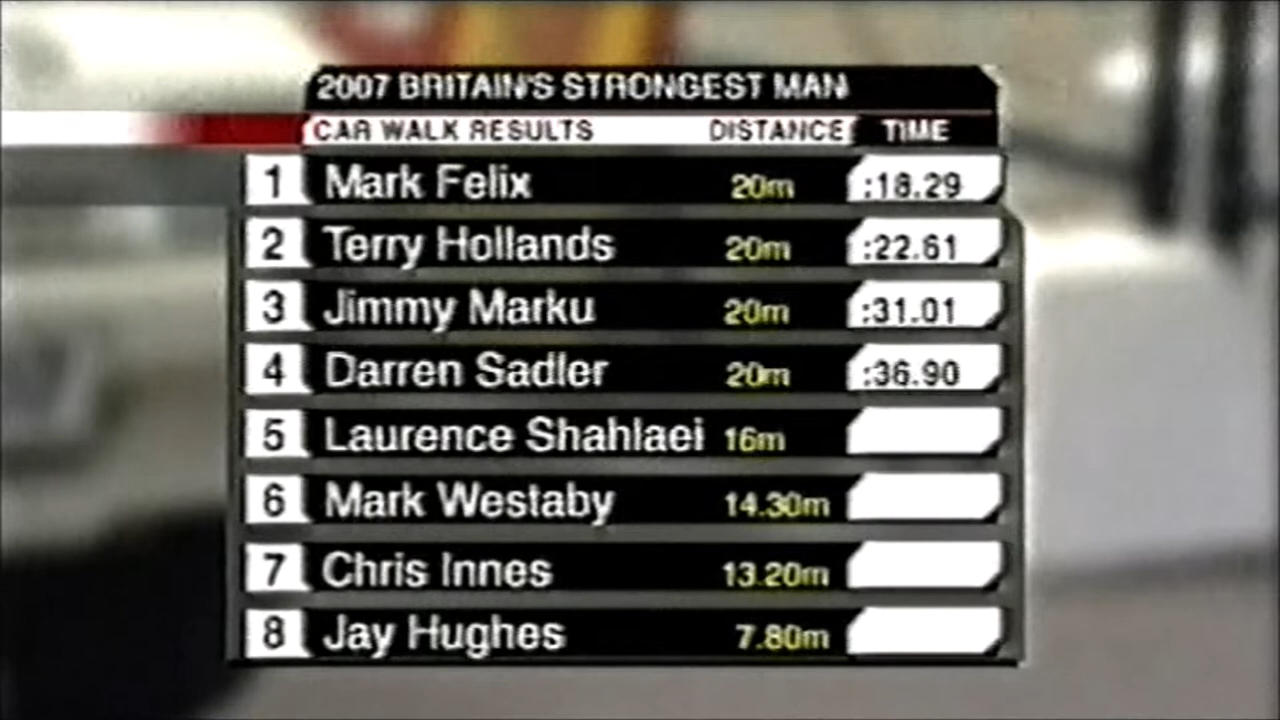 2007 BRITAIN'S STRONGEST MAN
CAR WALK RESULTS DISTANCE TIME
1 Mark Felix 20m :18.29
2 Terry Hollands 20m :22.61
3 Jimmy Marku 20m :31.01
4 Darren Sadler 20m :36.90
5 Laurence Shahlaei 16m
6 Mark Westaby 14.30m
7 Chris Innes 13.20m
8 Jay Hughes 7.80m